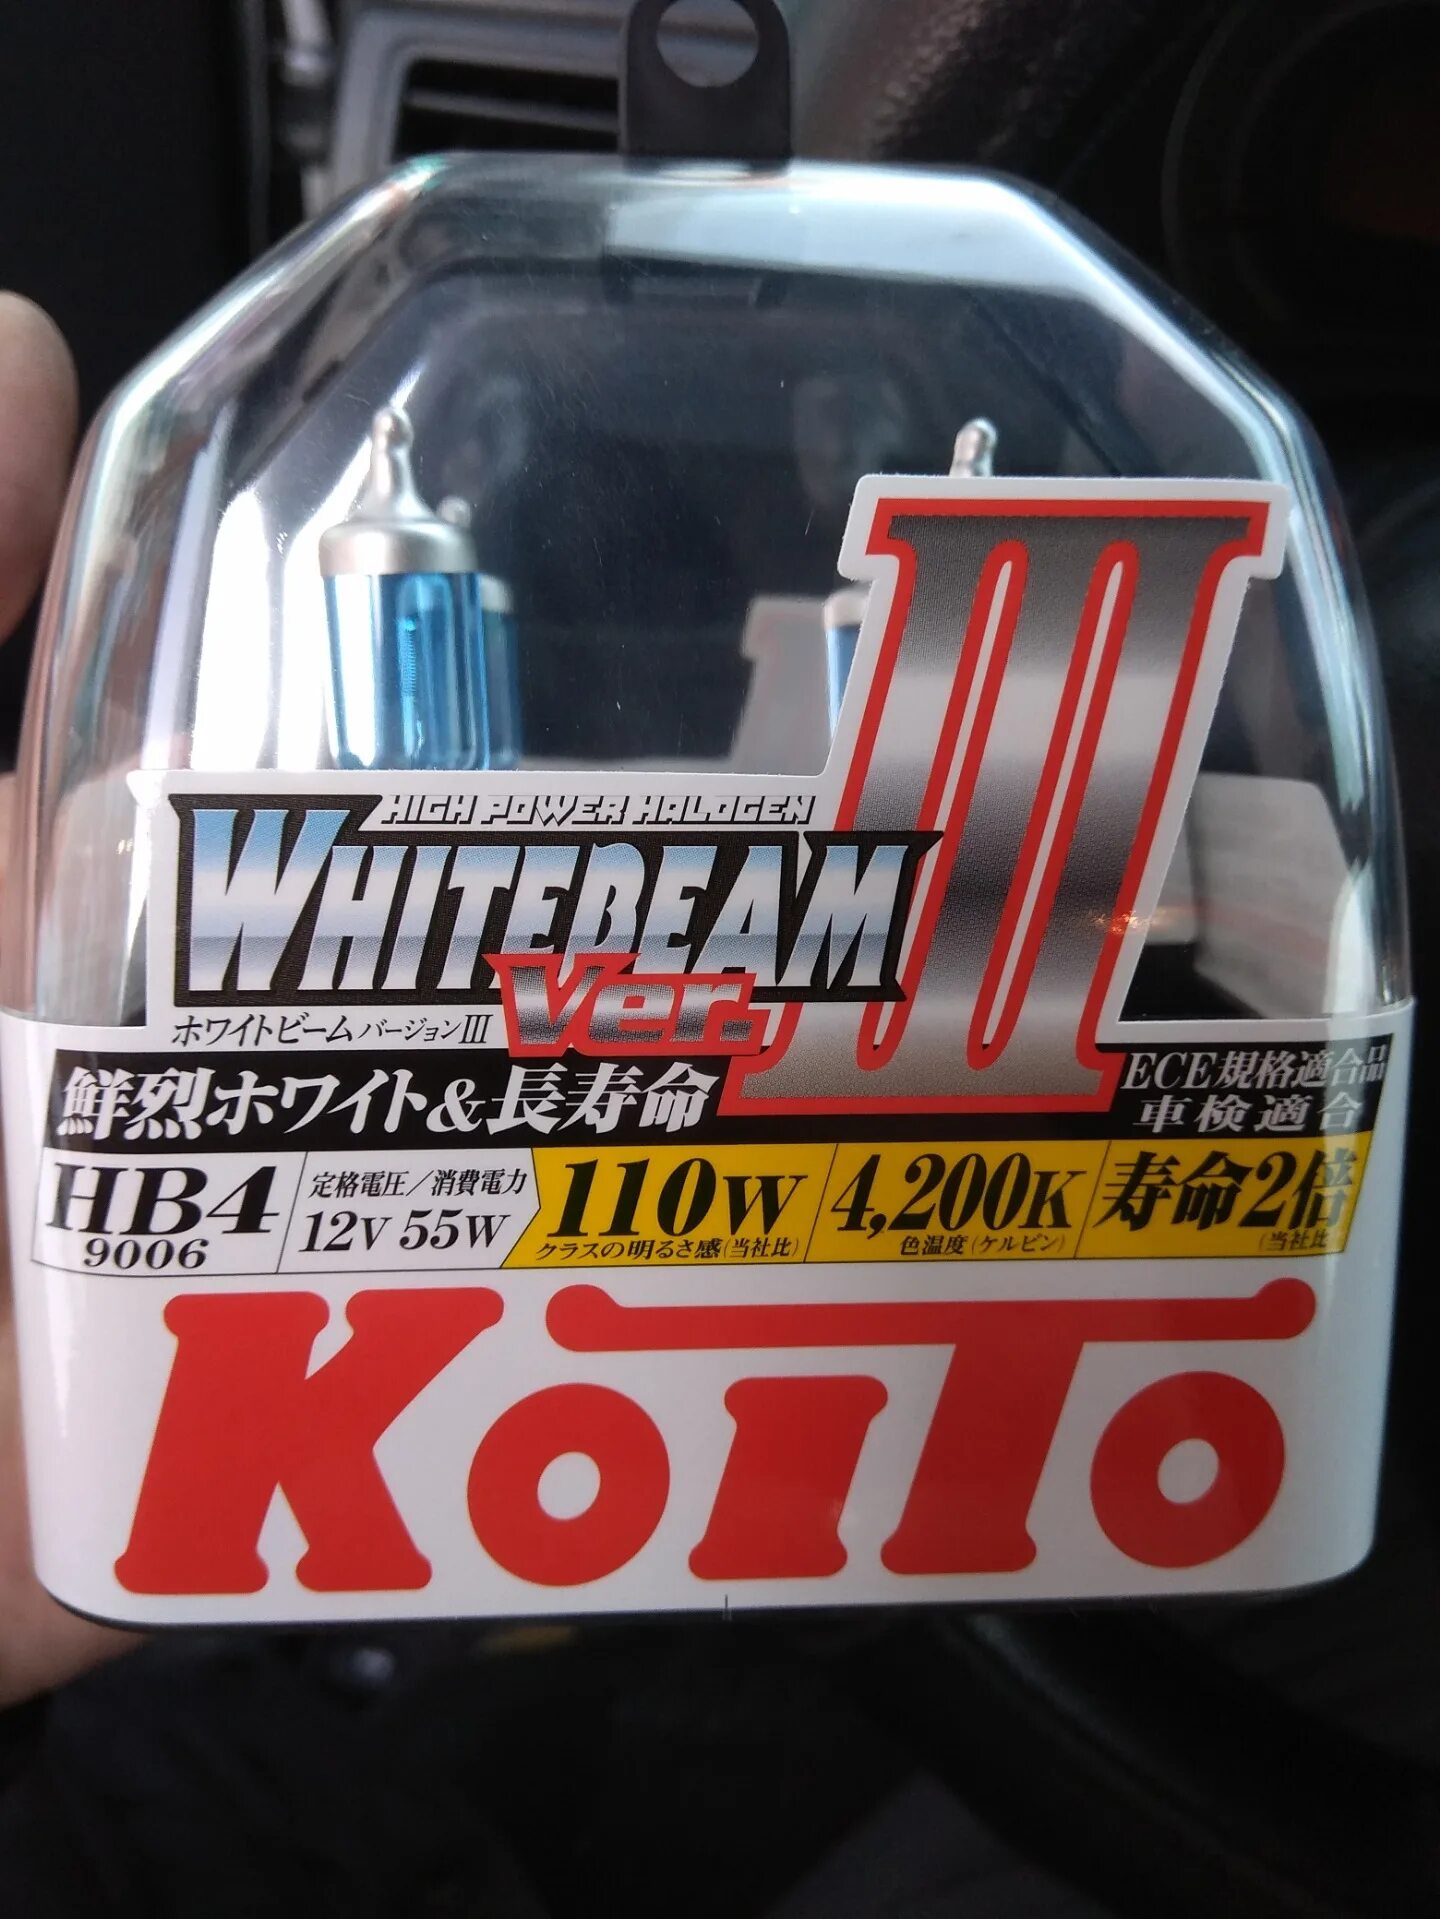 HIGH POWER HALOGEN
WHITEBEAM III
Ver.
ホワイトビーム バージョンIII
鮮烈ホワイト&長寿命
ECE規格適合品
車検適合
HB4
9006
定格電圧/消費電力
12V 55W
110W
クラスの明るさ感(当社比)
4,200K
色温度(ケルビン)
寿命2倍
(当社比)
KOITO